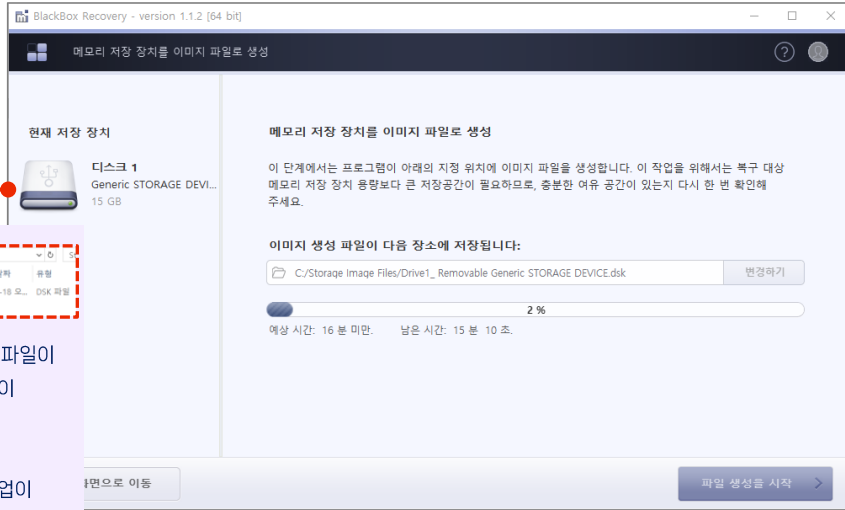 BlackBox Recovery - version 1.1.2 [64 bit]
메모리 저장 장치를 이미지 파일로 생성
현재 저장 장치
디스크 1
Generic STORAGE DEVI...
15 GB
메모리 저장 장치를 이미지 파일로 생성
이 단계에서는 프로그램이 아래의 지정 위치에 이미지 파일을 생성합니다. 이 작업을 위해서는 복구 대상
메모리 저장 장치 용량보다 큰 저장공간이 필요하므로, 충분한 여유 공간이 있는지 다시 한 번 확인해
주세요.
이미지 생성 파일이 다음 장소에 저장됩니다:
C:/Storage Image Files/Drive1_ Removable Generic STORAGE DEVICE.dsk
변경하기
2 %
예상 시간: 16 분 미만. 남은 시간: 15 분 10 초.
유형
-18 오... DSK 파일
파일이
이
업이
면으로 이동
파일 생성을 시작